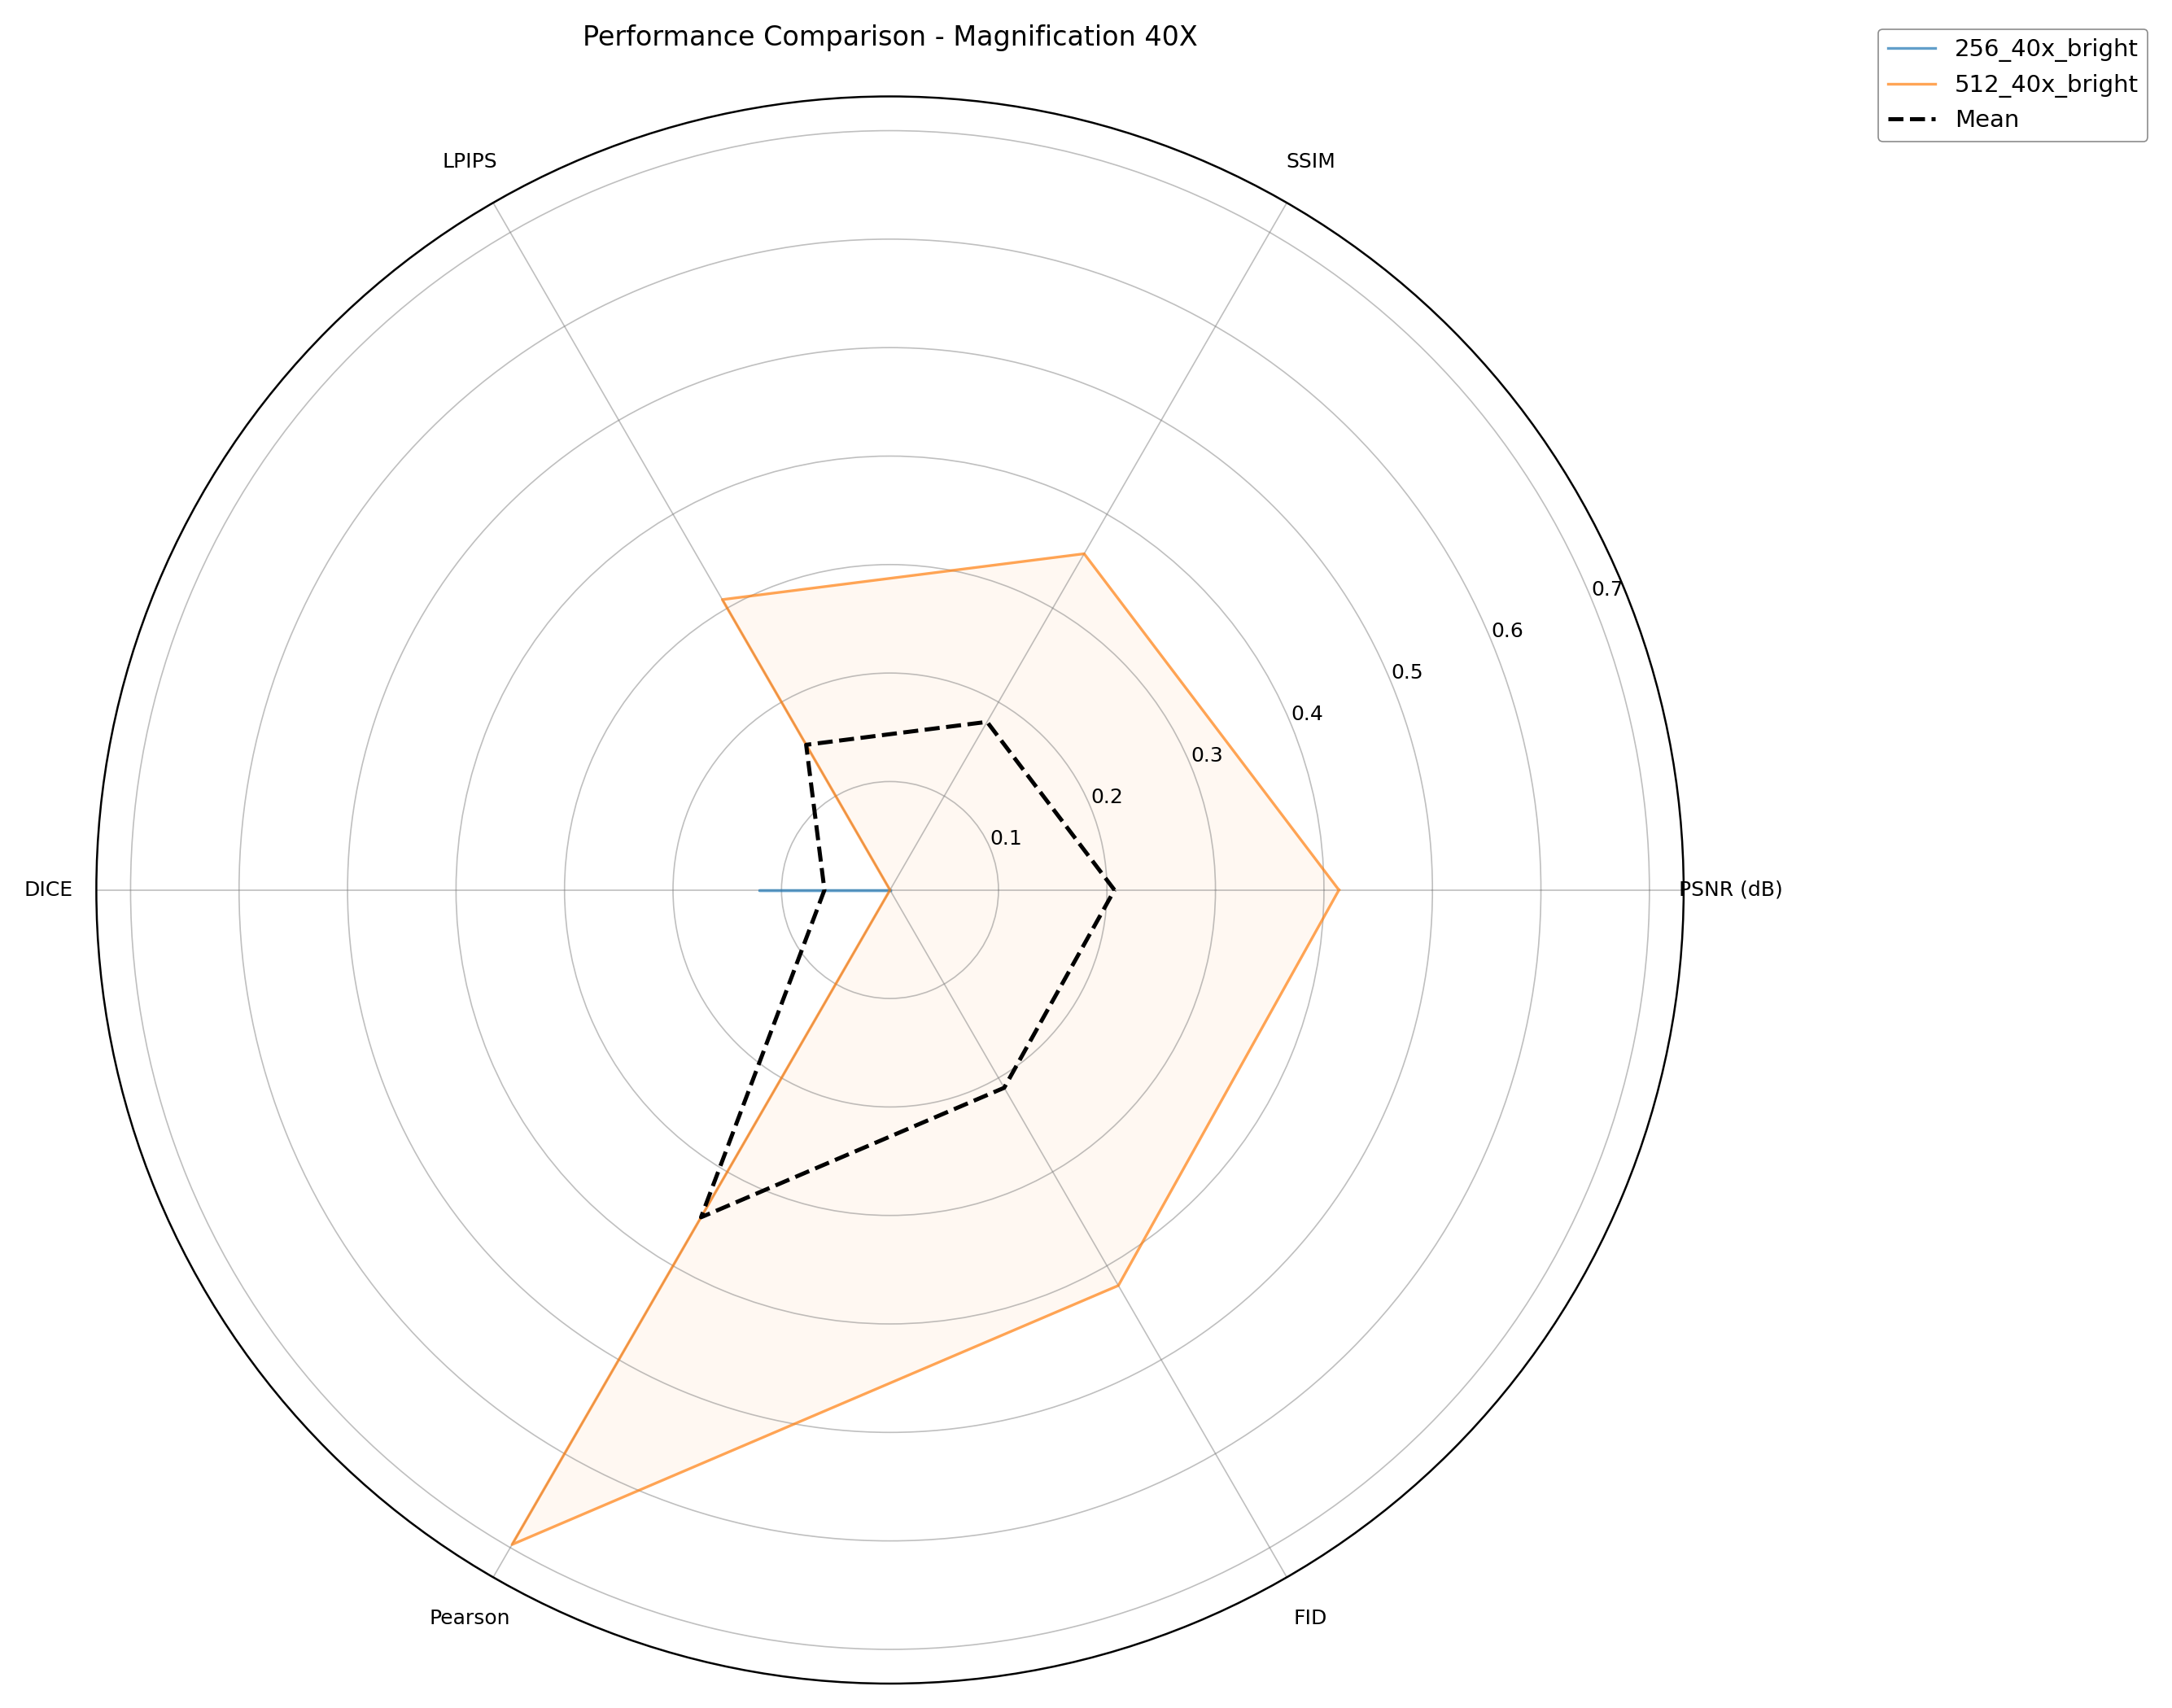 Performance Comparison - Magnification 40X
256_40x_bright
512_40x_bright
Mean
LPIPS
SSIM
0.7
0.6
0.5
0.4
0.3
0.2
0.1
DICE
PSNR (dB)
Pearson
FID